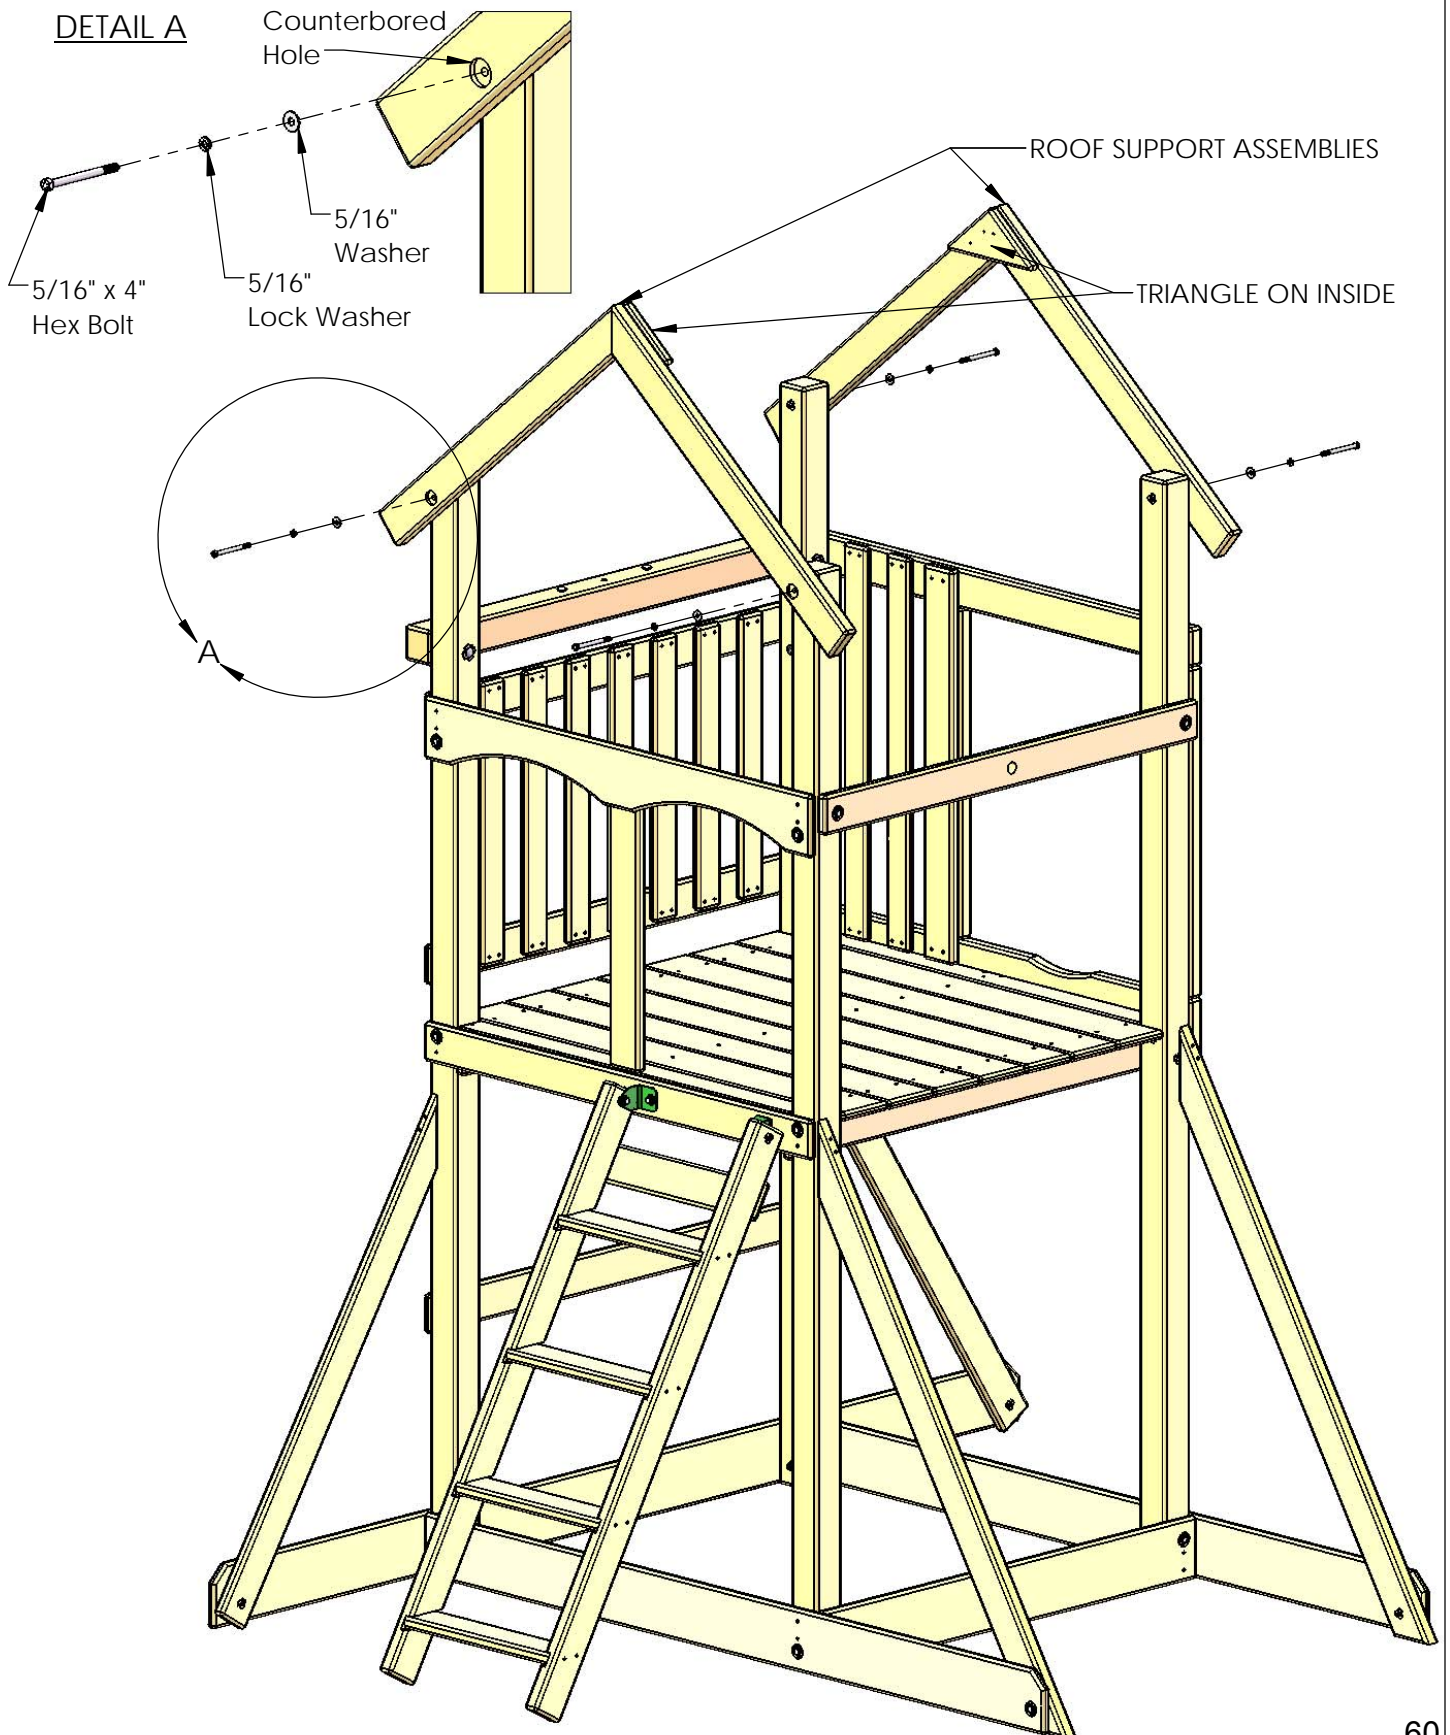 DETAIL A
Counterbored
Hole
5/16"
Washer
5/16" x 4"
Hex Bolt
5/16"
Lock Washer
ROOF SUPPORT ASSEMBLIES
TRIANGLE ON INSIDE
A
60